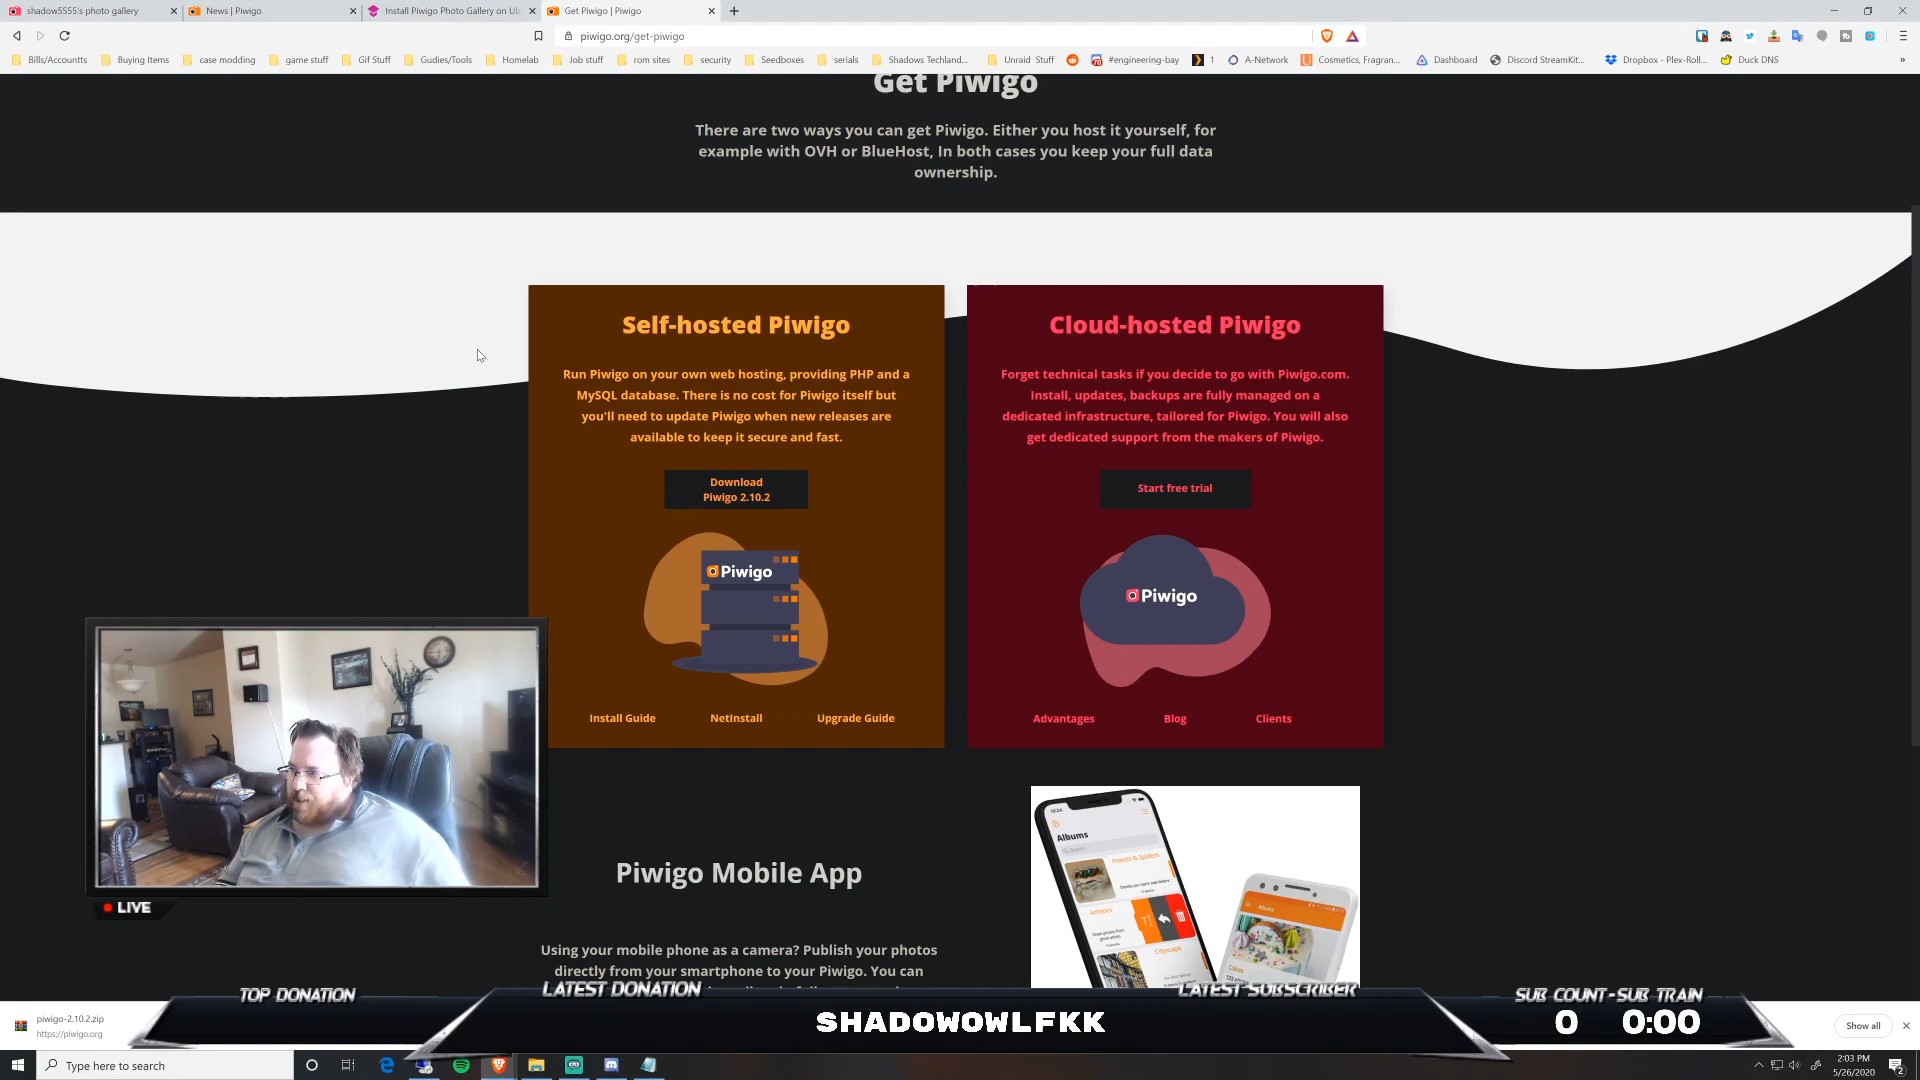 shadow5555's photo gallery
News | Piwigo
Install Piwigo Photo Gallery on Ub
Get Piwigo | Piwigo
piwigo.org/get-piwigo
Bills/Accountts
Buying Items
case modding
game stuff
Gif Stuff
Gudies/Tools
Homelab
Job stuff
rom sites
security
Seedboxes
serials
Shadows Techland...
Unraid Stuff
#engineering-bay
1
A-Network
Cosmetics, Fragran...
Dashboard
Discord StreamKit...
Dropbox - Plex-Roll...
Duck DNS
»
Get Piwigo
There are two ways you can get Piwigo. Either you host it yourself, for
example with OVH or BlueHost, In both cases you keep your full data
ownership.
Self-hosted Piwigo
Run Piwigo on your own web hosting, providing PHP and a
MySQL database. There is no cost for Piwigo itself but
you'll need to update Piwigo when new releases are
available to keep it secure and fast.
Download
Piwigo 2.10.2
Piwigo
Install Guide
NetInstall
Upgrade Guide
Cloud-hosted Piwigo
Forget technical tasks if you decide to go with Piwigo.com.
Install, updates, backups are fully managed on a
dedicated infrastructure, tailored for Piwigo. You will also
get dedicated support from the makers of Piwigo.
Start free trial
Piwigo
Advantages
Blog
Clients
LIVE
Piwigo Mobile App
Using your mobile phone as a camera? Publish your photos
directly from your smartphone to your Piwigo. You can
Albums
Search
Insects & Spiders
Artistics
Cityscape
Albums
Cakes
TOP DONATION
LATEST DONATION
LATEST SUBSCRIBER
SUB COUNT - SUB TRAIN
SHADOWOWLFKK
0
0:00
piwigo-2.10.2.zip
https://piwigo.org
Show all
Type here to search
2:03 PM
5/26/2020
2